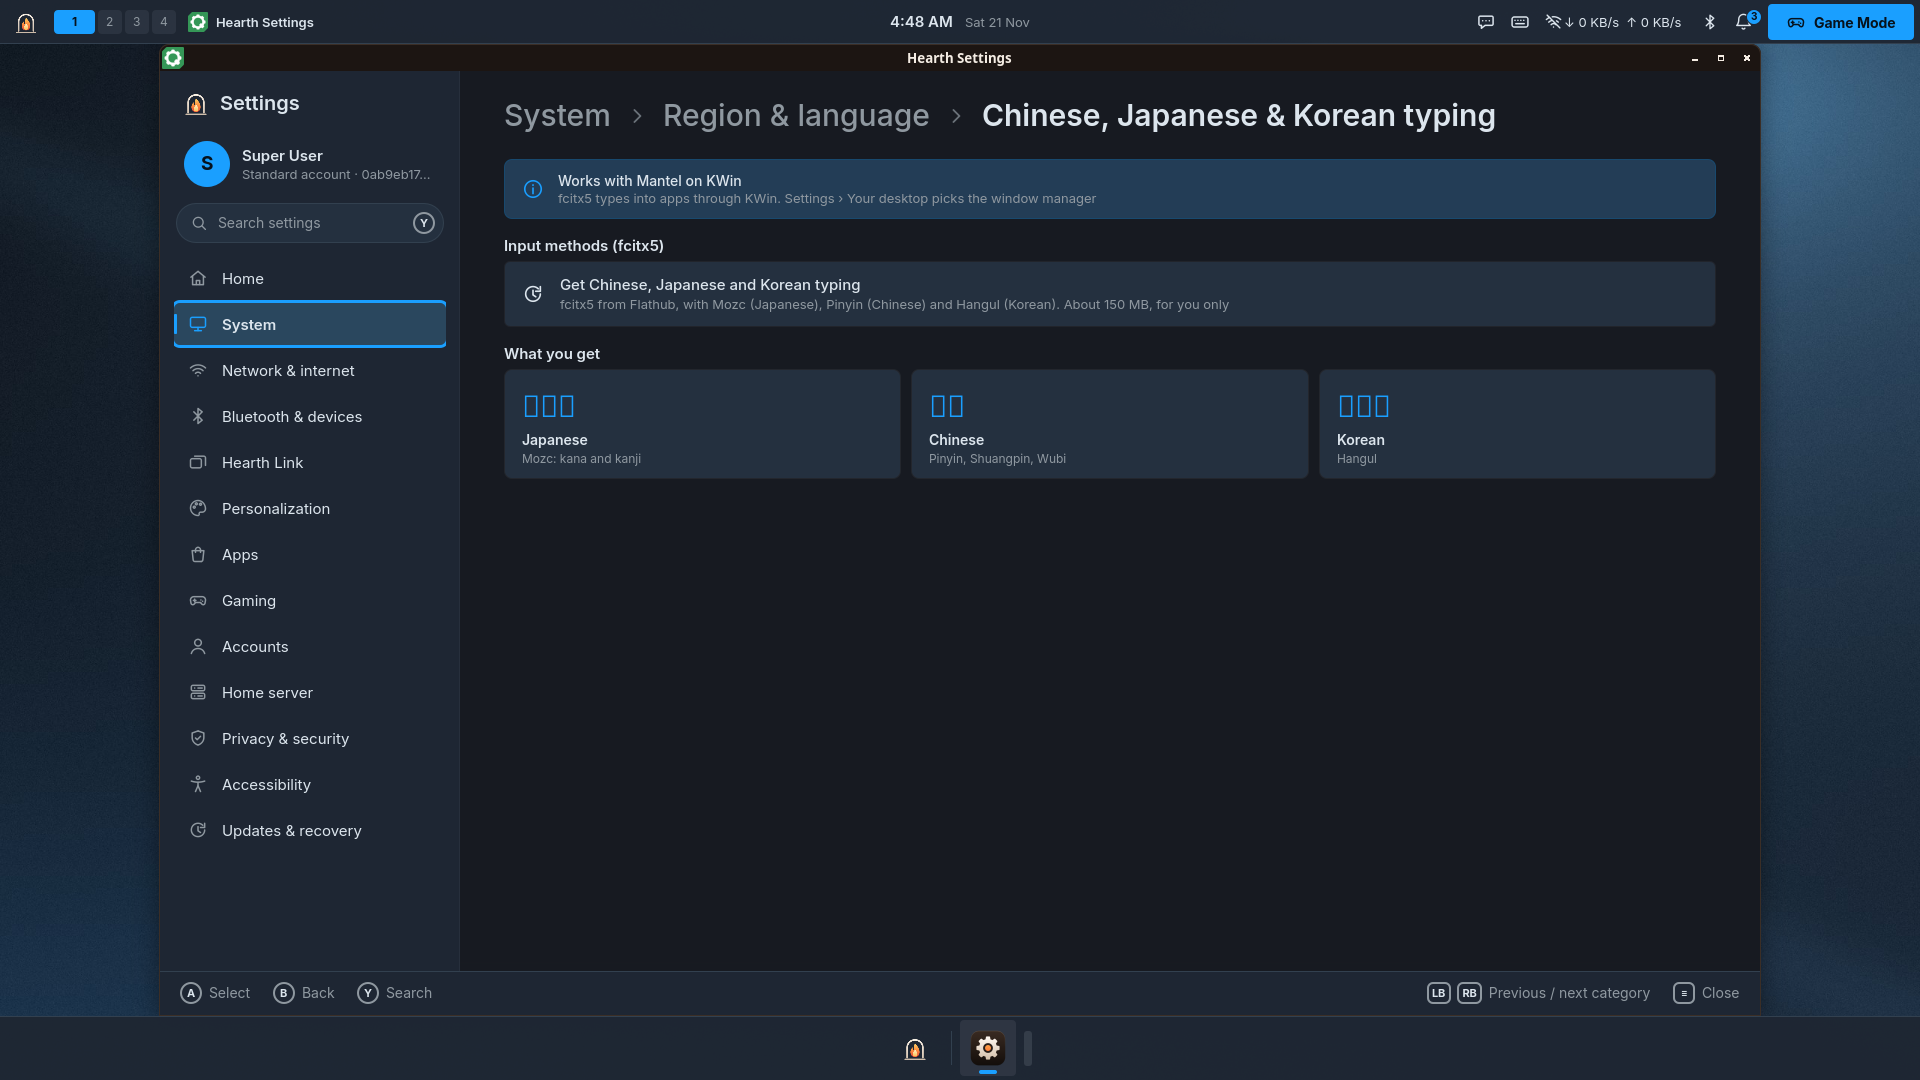 1 2 3 4 Hearth Settings 4:48 AM Sat 21 Nov ↓ 0 KB/s ↑ 0 KB/s 3 Game Mode
Hearth Settings
Settings
S Super User
Standard account · 0ab9eb17...
Search settings Y
Home
System
Network & internet
Bluetooth & devices
Hearth Link
Personalization
Apps
Gaming
Accounts
Home server
Privacy & security
Accessibility
Updates & recovery
System > Region & language > Chinese, Japanese & Korean typing
Works with Mantel on KWin
fcitx5 types into apps through KWin. Settings › Your desktop picks the window manager
Input methods (fcitx5)
Get Chinese, Japanese and Korean typing
fcitx5 from Flathub, with Mozc (Japanese), Pinyin (Chinese) and Hangul (Korean). About 150 MB, for you only
What you get
Japanese
Mozc: kana and kanji
Chinese
Pinyin, Shuangpin, Wubi
Korean
Hangul
A Select B Back Y Search LB RB Previous / next category ≡ Close